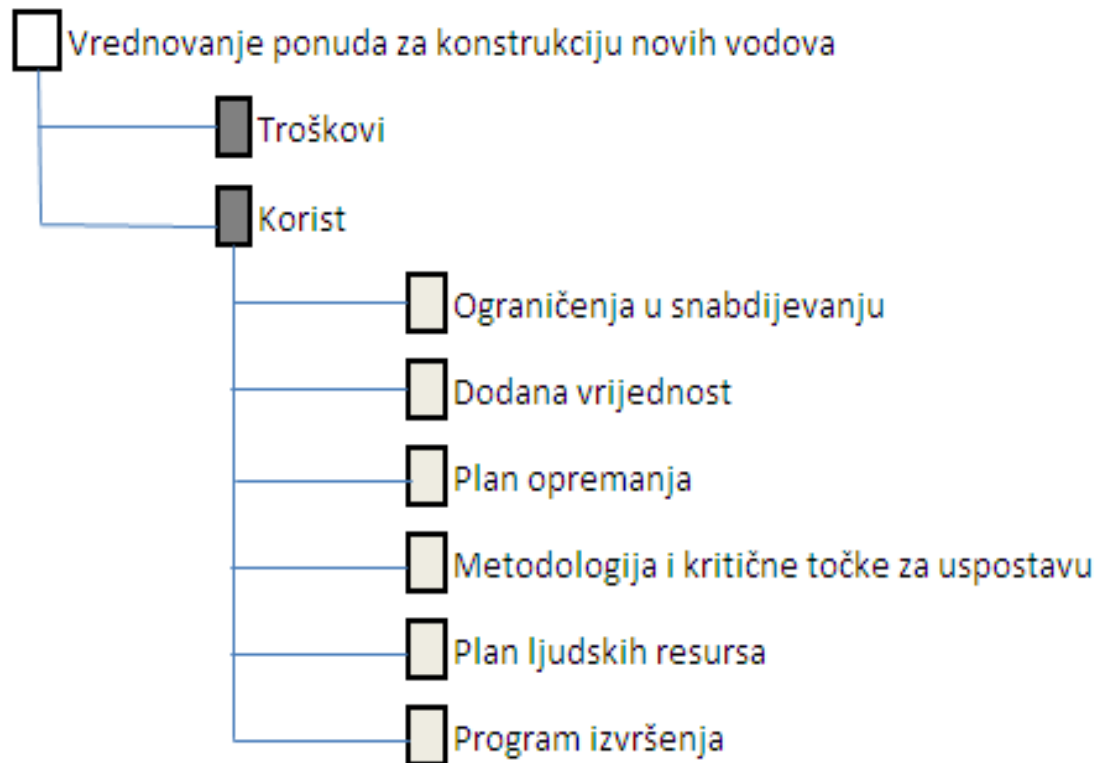 Vrednovanje ponuda za konstrukciju novih vodova
Troškovi
Korist
Ograničenja u snabdijevanju
Dodana vrijednost
Plan opremanja
Metodologija i kritične točke za uspostavu
Plan ljudskih resursa
Program izvršenja